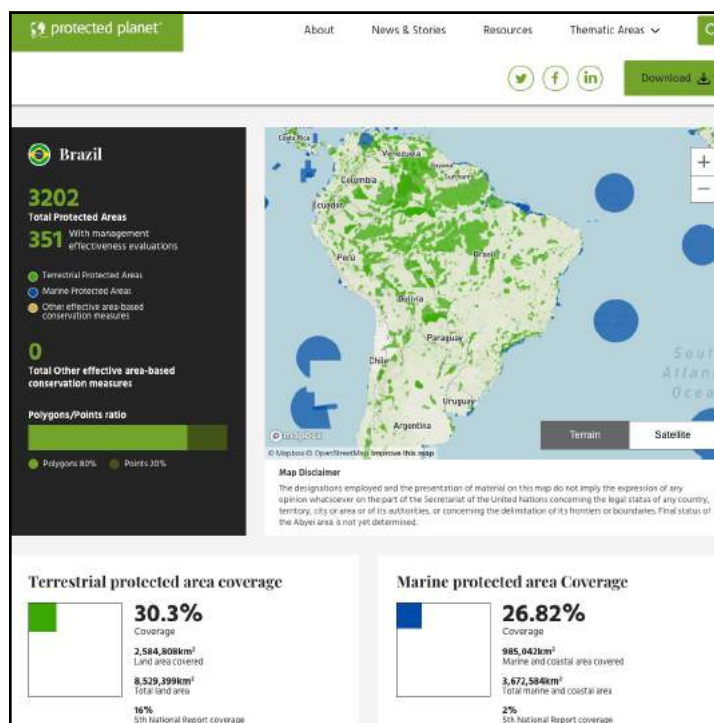 protected planet
About News & Stories Resources Thematic Areas
Download
Brazil
3202
Total Protected Areas
351 With management
effectiveness evaluations
Terrestrial Protected Areas
Marine Protected Areas
Other effective area-based
conservation measures
0
Total Other effective area-based
conservation measures
Polygons/Points ratio
Polygons 80% Points 20%
Costa Rica
Venezuela
Guyana
Suriname
Colombia
Ecuador
Peru
Brasil
Bolivia
Paraguay
Chile
Uruguay
Argentina
South
Atlantic
Ocean
mapbox
© Mapbox © OpenStreetMap Improve this map
Terrain Satellite
Map Disclaimer
The designations employed and the presentation of material on this map do not imply the expression of any
opinion whatsoever on the part of the Secretariat of the United Nations concerning the legal status of any country,
territory, city or area or of its authorities, or concerning the delimitation of its frontiers or boundaries. Final status of
the Abyei area is not yet determined.
Terrestrial protected area coverage
30.3%
Coverage
2,584,808km²
Land area covered
8,529,399km²
Total land area
16%
5th National Report coverage
Marine protected area Coverage
26.82%
Coverage
985,042km²
Marine and coastal area covered
3,672,584km²
Total marine and coastal area
2%
5th National Report coverage